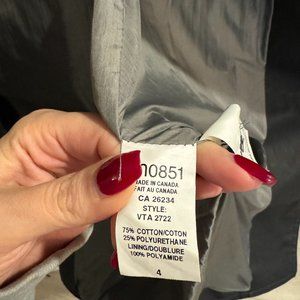 m0851
MADE IN CANADA
FAIT AU CANADA
CA 26234
STYLE:
VTA 2722
75% COTTON/COTON
25% POLYURETHANE
LINING/DOUBLURE
100% POLYAMIDE
4